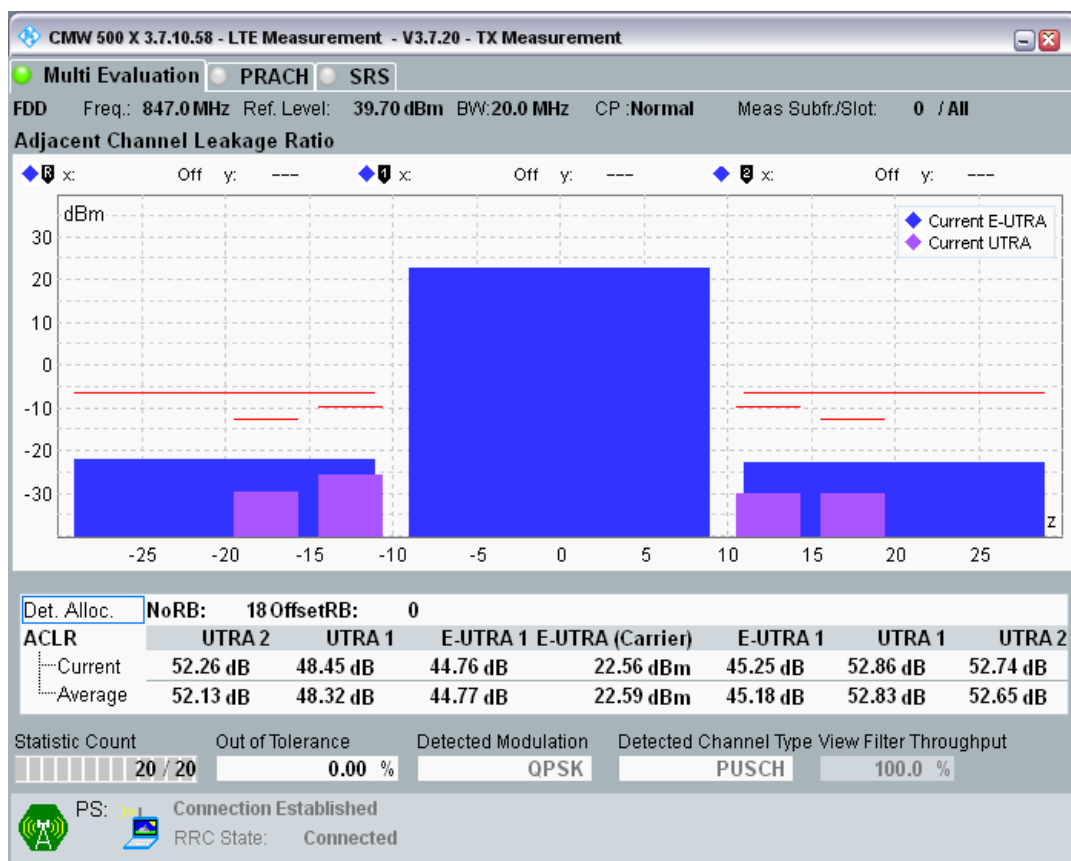 CMW 500 X 3.7.10.58 - LTE Measurement - V3.7.20 - TX Measurement
Multi Evaluation PRACH SRS
FDD Freq.: 847.0 MHz Ref. Level: 39.70 dBm BW:20.0 MHz CP :Normal Meas Subfr./Slot: 0 / All
Adjacent Channel Leakage Ratio
R x: Off y: --- 1 x: Off y: --- 2 x: Off y: ---
dBm
Current E-UTRA
Current UTRA
30
20
10
0
-10
-20
-30
z
-25 -20 -15 -10 -5 0 5 10 15 20 25
Det. Alloc. NoRB: 18 OffsetRB: 0
ACLR UTRA 2 UTRA 1 E-UTRA 1 E-UTRA (Carrier) E-UTRA 1 UTRA 1 UTRA 2
Current 52.26 dB 48.45 dB 44.76 dB 22.56 dBm 45.25 dB 52.86 dB 52.74 dB
Average 52.13 dB 48.32 dB 44.77 dB 22.59 dBm 45.18 dB 52.83 dB 52.65 dB
Statistic Count Out of Tolerance Detected Modulation Detected Channel Type View Filter Throughput
20 / 20 0.00 % QPSK PUSCH 100.0 %
PS: Connection Established
RRC State: Connected